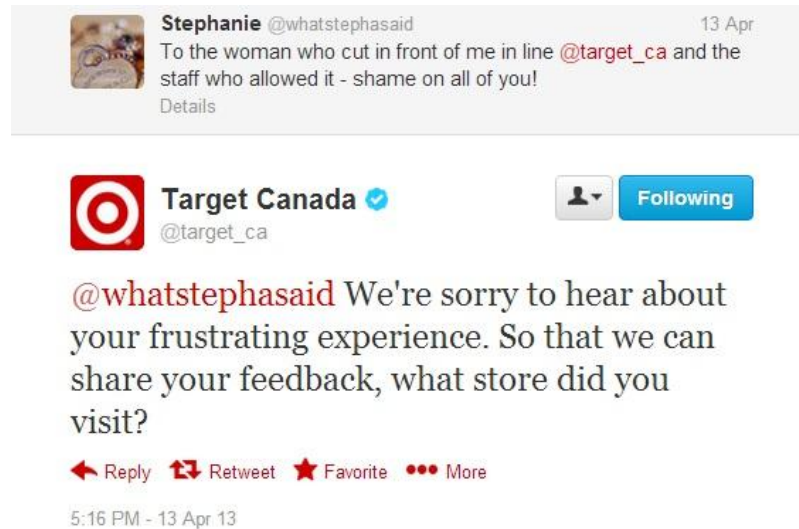 Stephanie @whatstephasaid 13 Apr
To the woman who cut in front of me in line @target_ca and the
staff who allowed it - shame on all of you!
Details
Target Canada
Following
@target_ca
@whatstephasaid We're sorry to hear about
your frustrating experience. So that we can
share your feedback, what store did you
visit?
Reply Retweet Favorite More
5:16 PM - 13 Apr 13